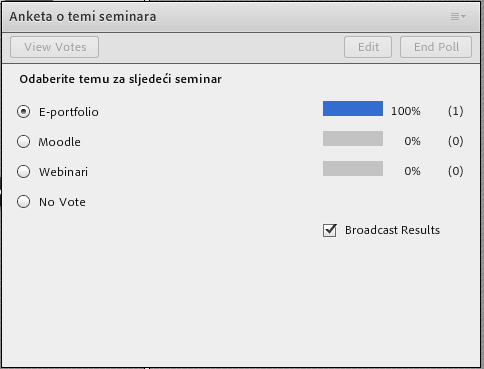 Anketa o temi seminara
View Votes Edit End Poll
Odaberite temu za sljedeći seminar
E-portfolio 100% (1)
Moodle 0% (0)
Webinari 0% (0)
No Vote
Broadcast Results